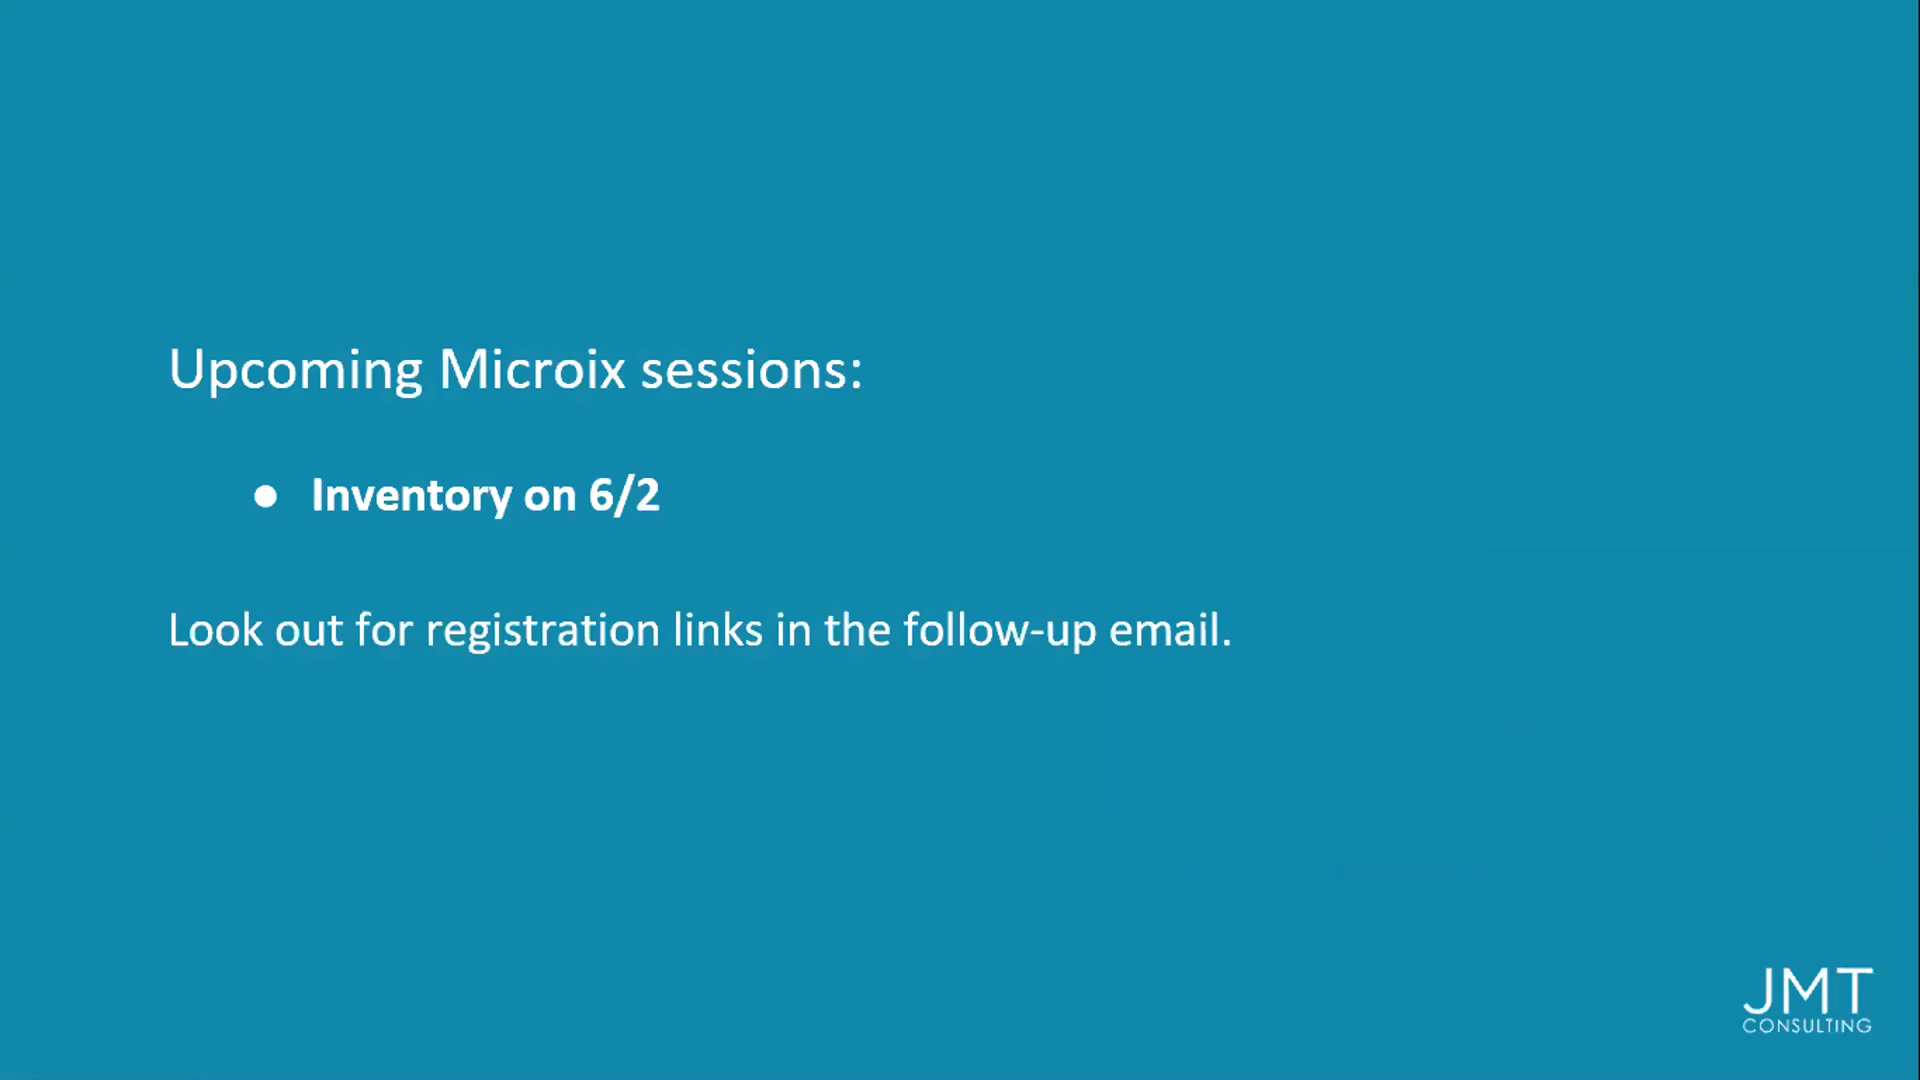 Upcoming Microix sessions:
● Inventory on 6/2
Look out for registration links in the follow-up email.
JMT
CONSULTING